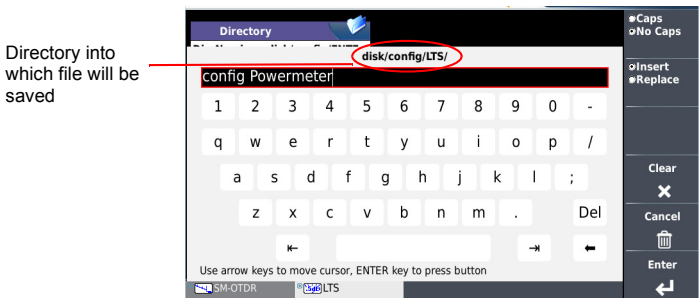 Directory into
which file will be
saved
Directory
disk/config/LTS/
config Powermeter
1 2 3 4 5 6 7 8 9 0 -
q w e r t y u i o p /
a s d f g h j k l ;
z x c v b n m . Del
Use arrow keys to move cursor, ENTER key to press button
SM-OTDR
LTS
Caps
No Caps
Insert
Replace
Clear
Cancel
Enter